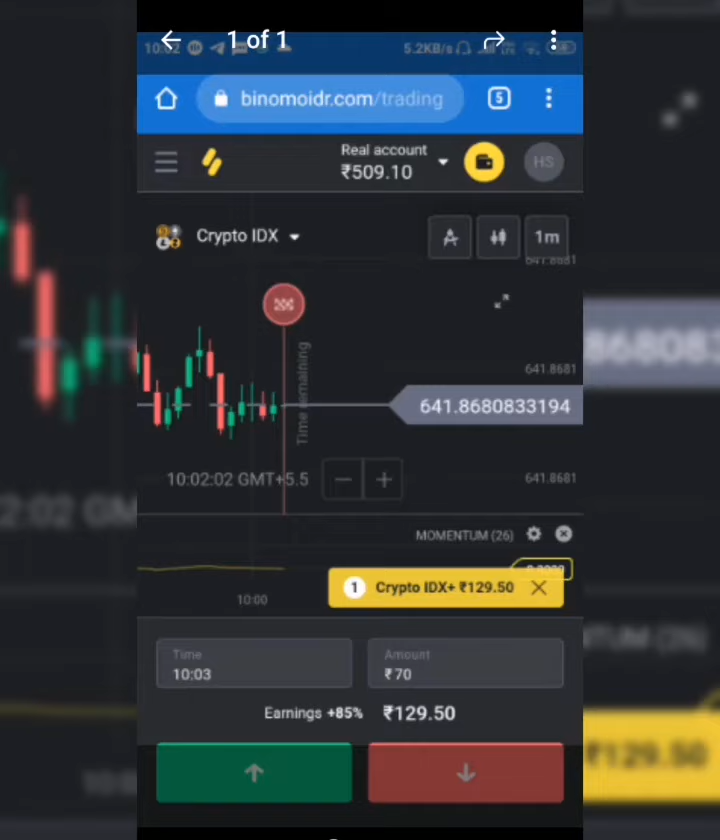 10:02
5.2KB/s
1 of 1
binomoidr.com/trading
5
Real account
₹509.10
HS
Crypto IDX
1m
641.8681
641.8681
Time remaining
641.8680833194
10:02:02 GMT+5.5
641.8681
MOMENTUM (26)
1 Crypto IDX+ ₹129.50
10:00
Time
10:03
Amount
₹70
Earnings +85% ₹129.50